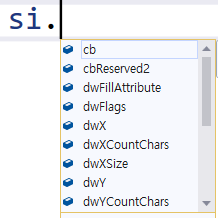 si.
cb
cbReserved2
dwFillAttribute
dwFlags
dwX
dwXCountChars
dwXSize
dwY
dwYCountChars